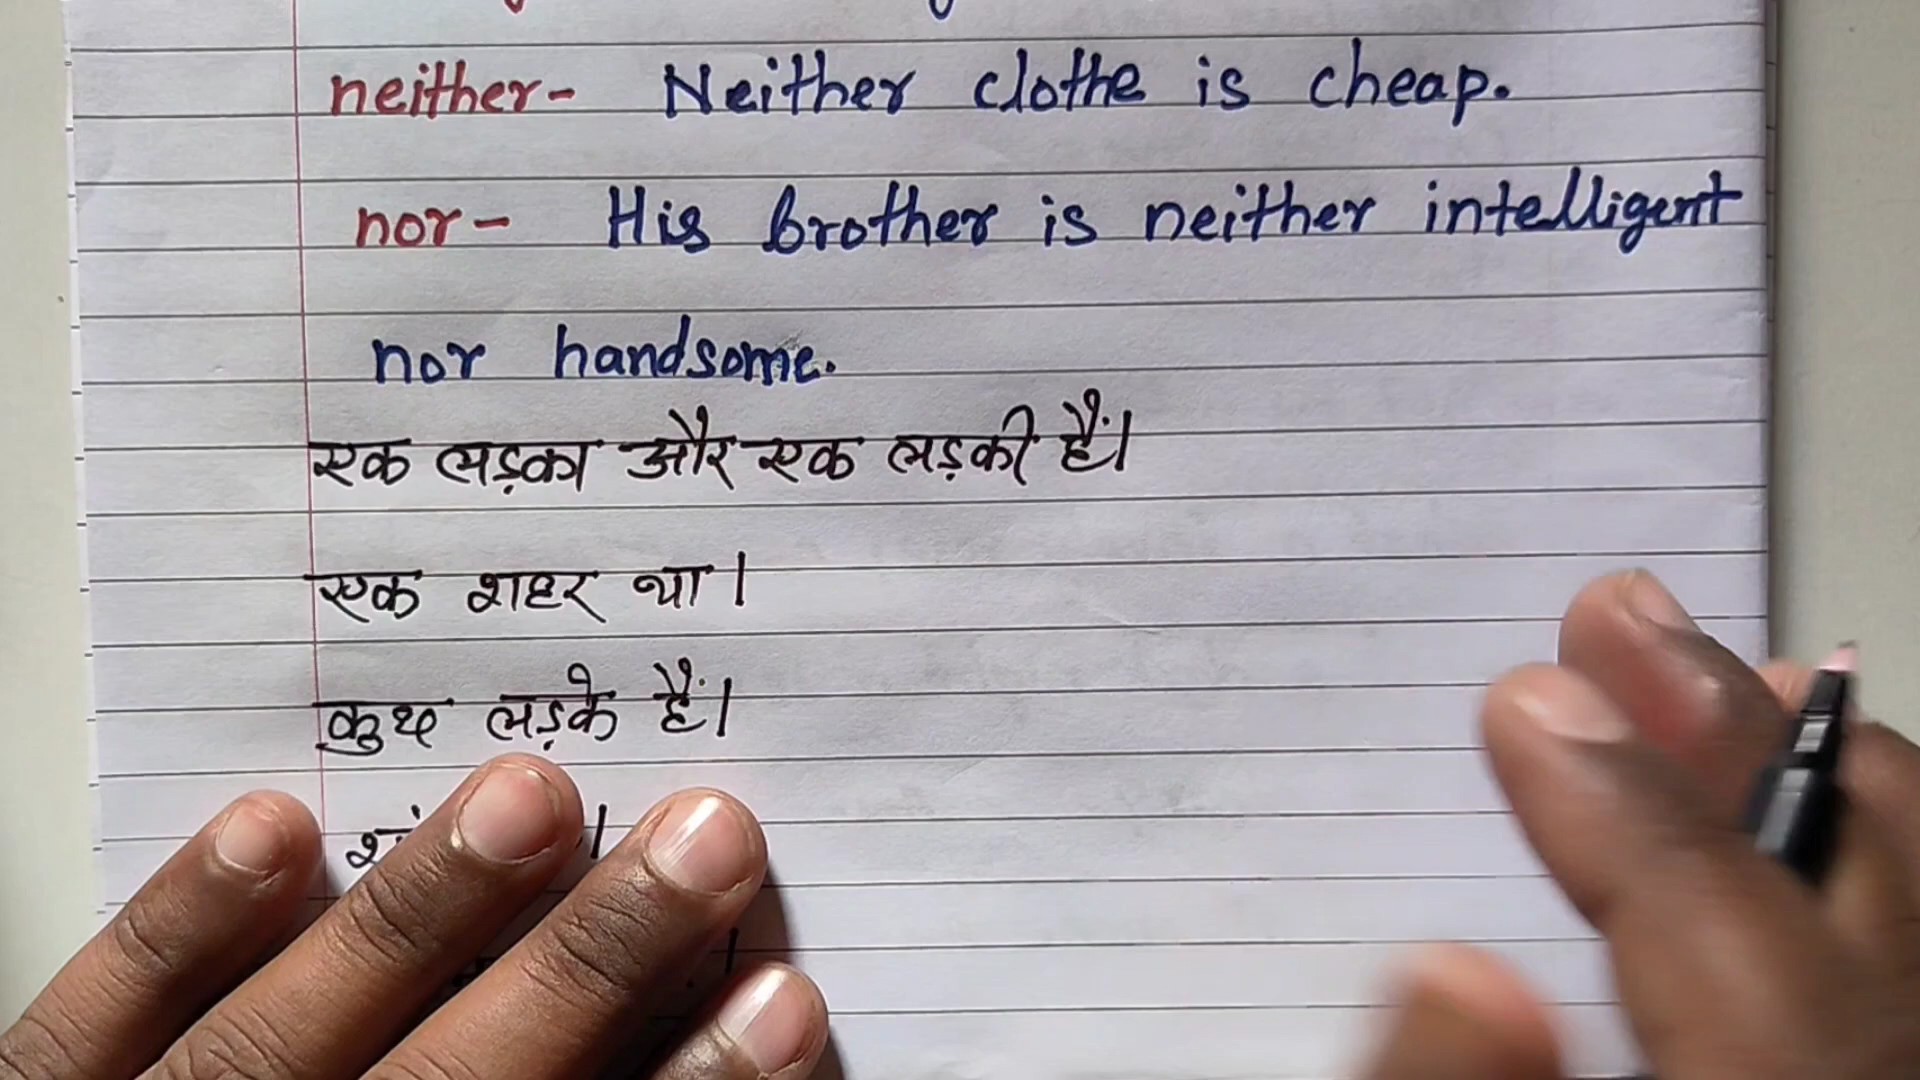 neither- Neither clothe is cheap.
nor- His brother is neither intelligent
nor handsome.
एक लड़का और एक लड़की हैं।
एक शहर था।
कुछ लड़के हैं।